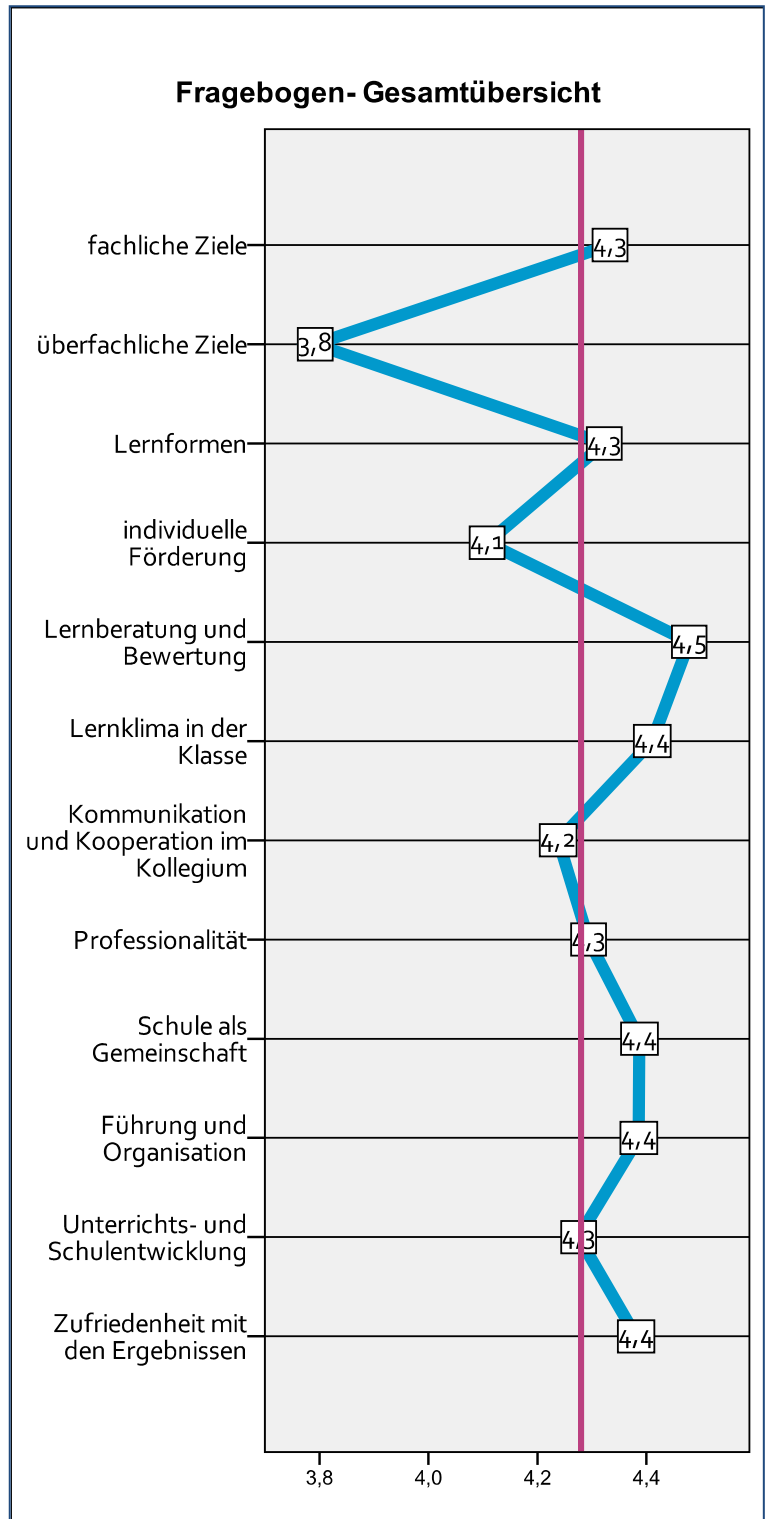 Fragebogen- Gesamtübersicht
fachliche Ziele
4,3
überfachliche Ziele
3,8
Lernformen
4,3
individuelle
Förderung
4,1
Lernberatung und
Bewertung
4,5
Lernklima in der
Klasse
4,4
Kommunikation
und Kooperation im
Kollegium
4,2
Professionalität
4,3
Schule als
Gemeinschaft
4,4
Führung und
Organisation
4,4
Unterrichts- und
Schulentwicklung
4,3
Zufriedenheit mit
den Ergebnissen
4,4
3,8 4,0 4,2 4,4